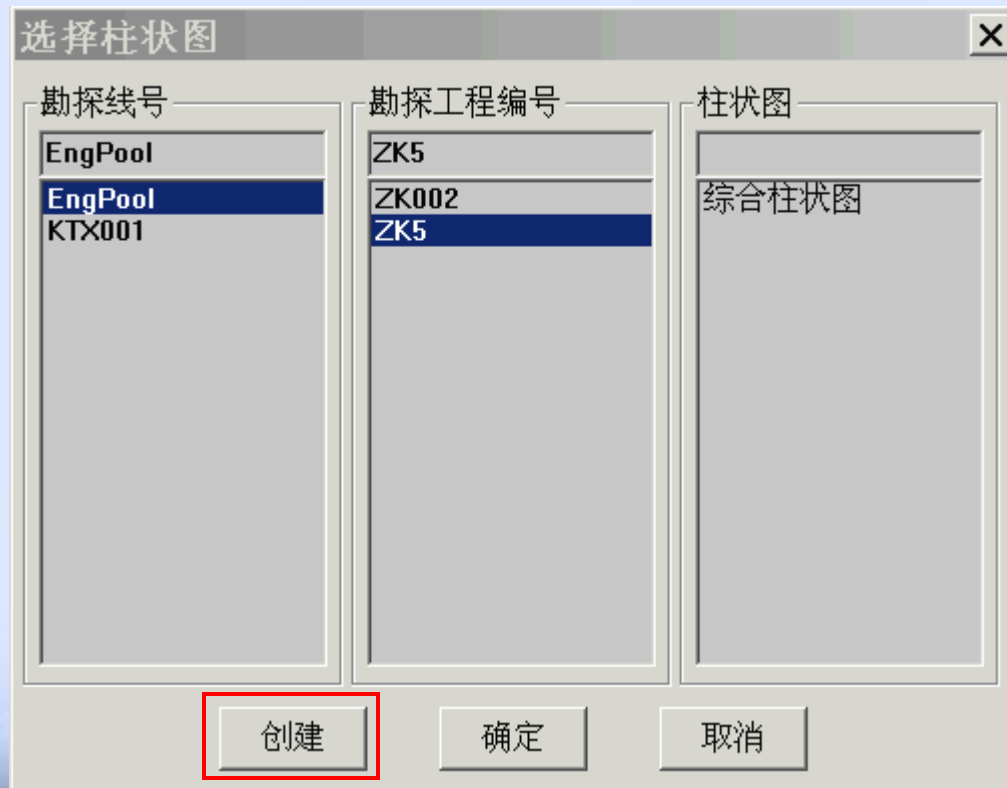 选择柱状图
勘探线号
EngPool
EngPool
KTX001
勘探工程编号
ZK5
ZK002
ZK5
柱状图
综合柱状图
创建
确定
取消